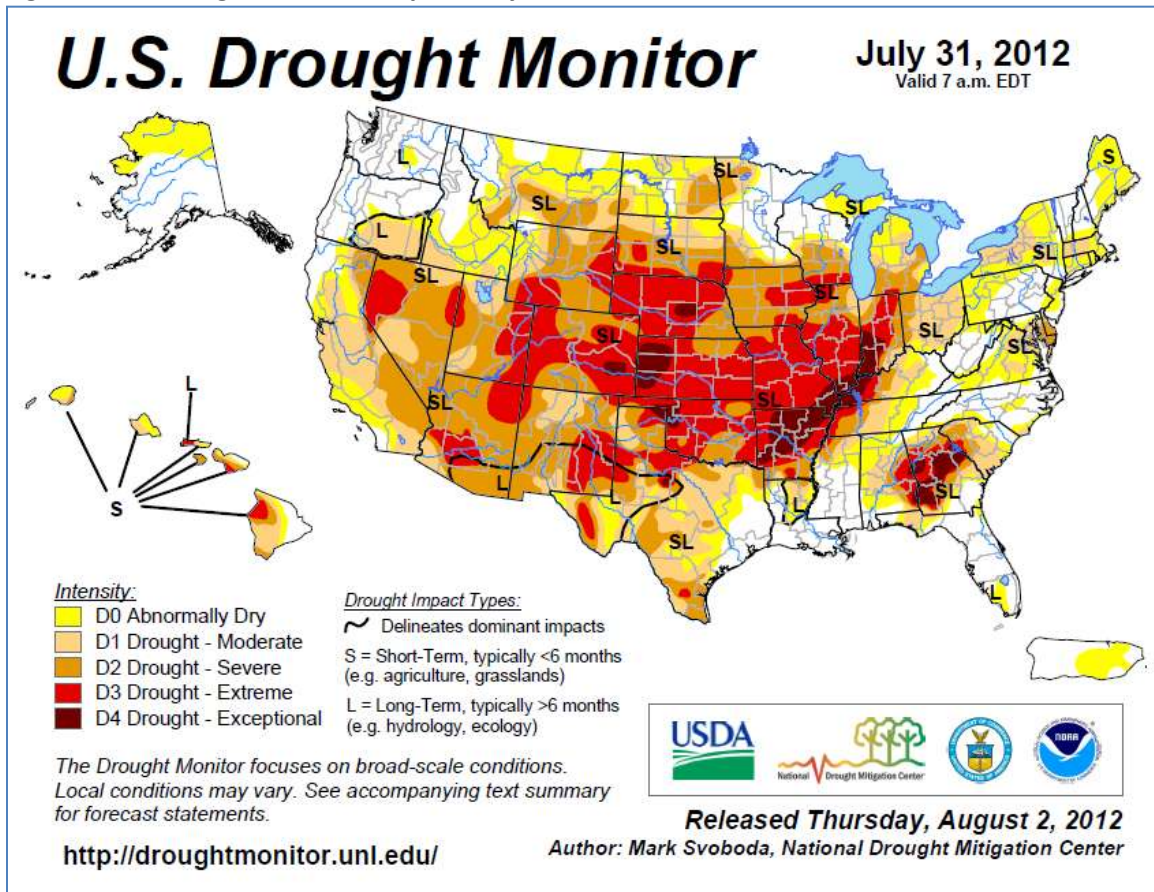 U.S. Drought Monitor
July 31, 2012
Valid 7 a.m. EDT
L
S
SL
SL
SL
L
SL
SL
SL
SL
SL
SL
SL
L
SL
SL
S
L
L
L
SL
SL
L
Intensity:
D0 Abnormally Dry
D1 Drought - Moderate
D2 Drought - Severe
D3 Drought - Extreme
D4 Drought - Exceptional
Drought Impact Types:
Delineates dominant impacts
S = Short-Term, typically <6 months
(e.g. agriculture, grasslands)
L = Long-Term, typically >6 months
(e.g. hydrology, ecology)
USDA
National Drought Mitigation Center
NOAA
The Drought Monitor focuses on broad-scale conditions.
Local conditions may vary. See accompanying text summary
for forecast statements.
http://droughtmonitor.unl.edu/
Released Thursday, August 2, 2012
Author: Mark Svoboda, National Drought Mitigation Center